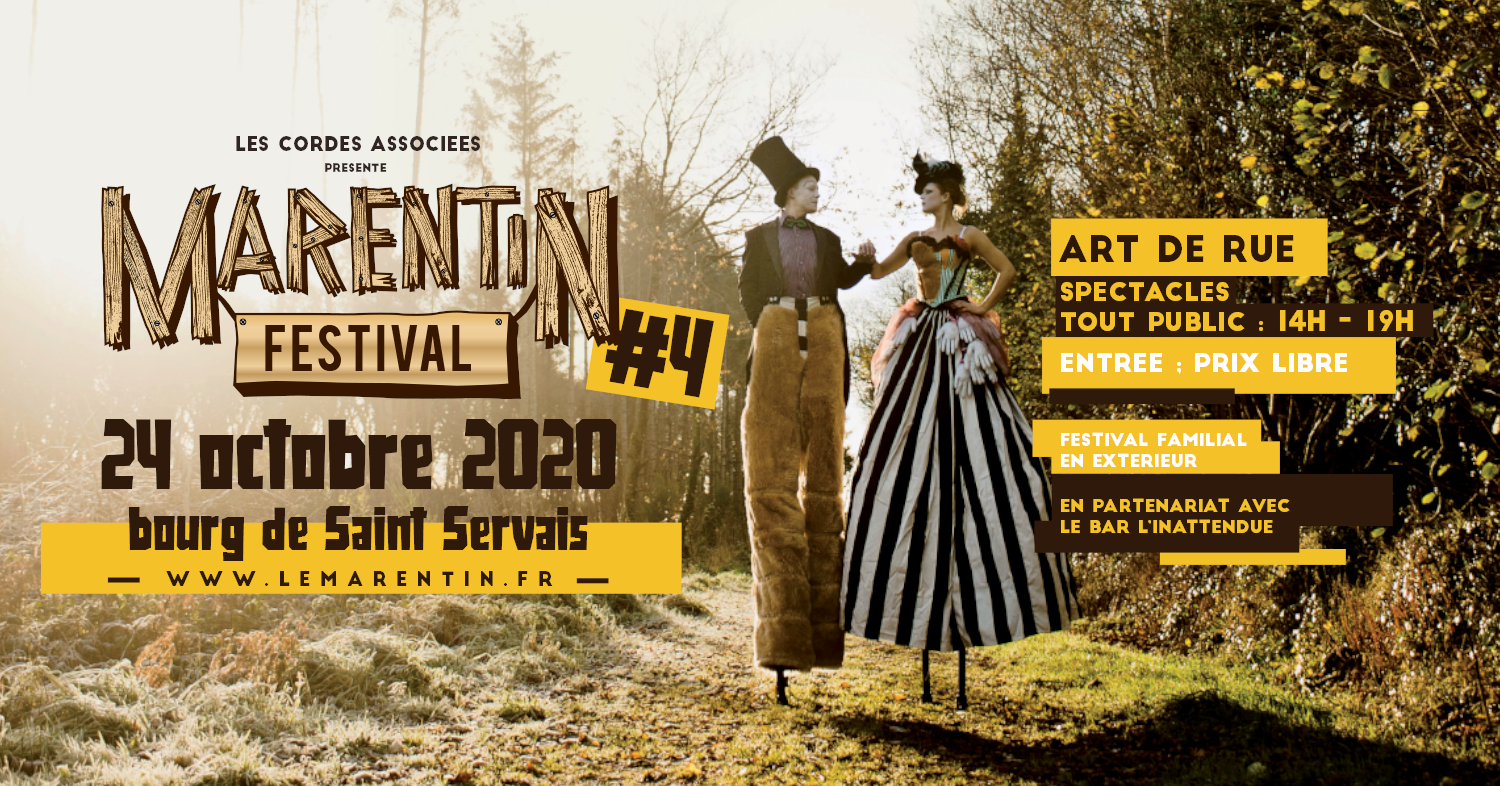 LES CORDES ASSOCIEES
PRESENTE
MARENTIN
FESTIVAL
#4
24 octobre 2020
bourg de Saint Servais
WWW.LEMARENTIN.FR
ART DE RUE
SPECTACLES
TOUT PUBLIC : 14H - 19H
ENTREE : PRIX LIBRE
FESTIVAL FAMILIAL
EN EXTERIEUR
EN PARTENARIAT AVEC
LE BAR L'INATTENDUE